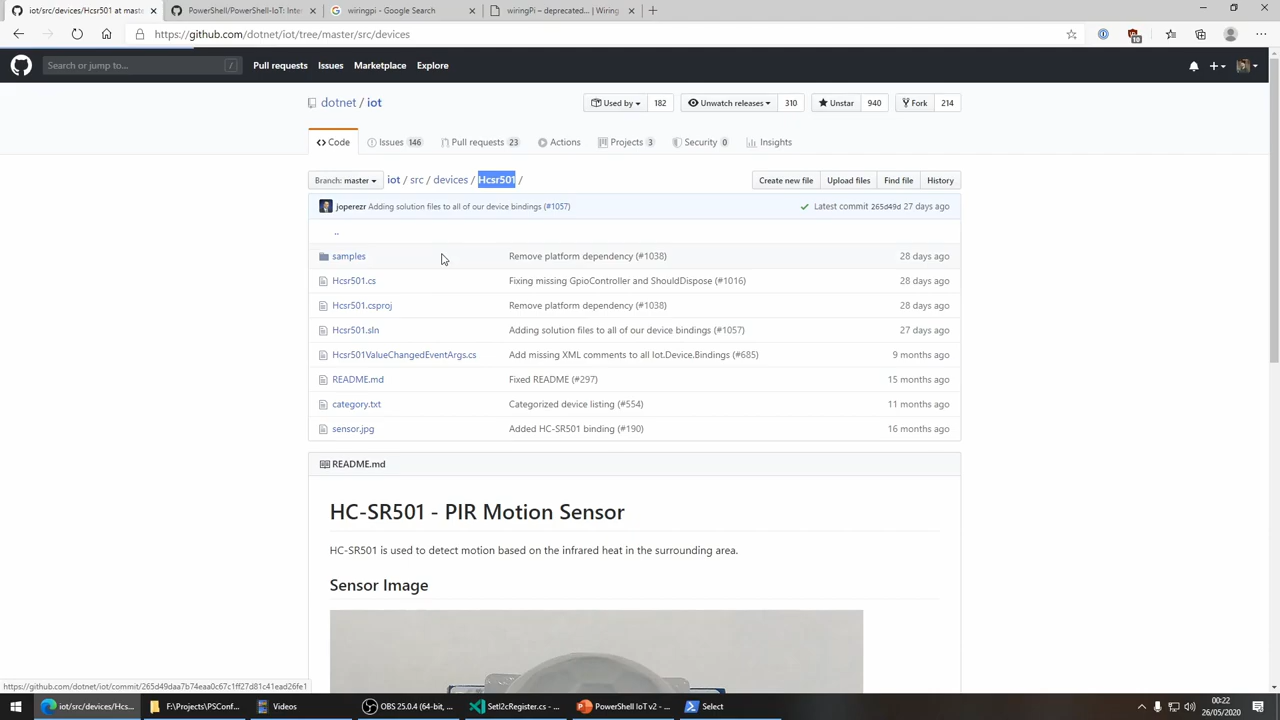 iot/src/devices/Hcsr501 at maste
PowerShell/PowerShell-IoT: Inter
wiringpi - Google Search
wiringPi – deprecated... | Wiring
https://github.com/dotnet/iot/tree/master/src/devices
10
Search or jump to...
/
Pull requests
Issues
Marketplace
Explore
dotnet / iot
Used by 182
Unwatch releases 310
Unstar 940
Fork 214
Code
Issues 146
Pull requests 23
Actions
Projects 3
Security 0
Insights
Branch: master
iot / src / devices / Hcsr501 /
Create new file
Upload files
Find file
History
joperezr Adding solution files to all of our device bindings (#1057)
Latest commit 265d49d 27 days ago
..
samples Remove platform dependency (#1038) 28 days ago
Hcsr501.cs Fixing missing GpioController and ShouldDispose (#1016) 28 days ago
Hcsr501.csproj Remove platform dependency (#1038) 28 days ago
Hcsr501.sln Adding solution files to all of our device bindings (#1057) 27 days ago
Hcsr501ValueChangedEventArgs.cs Add missing XML comments to all Iot.Device.Bindings (#685) 9 months ago
README.md Fixed README (#297) 15 months ago
category.txt Categorized device listing (#554) 11 months ago
sensor.jpg Added HC-SR501 binding (#190) 16 months ago
README.md
HC-SR501 - PIR Motion Sensor
HC-SR501 is used to detect motion based on the infrared heat in the surrounding area.
Sensor Image
https://github.com/dotnet/iot/commit/265d49daa7b74eaa0c67c1ff27d81c41ead26fe1
iot/src/devices/Hcs...
F:\Projects\PSConf...
Videos
OBS 25.0.4 (64-bit, ...
SetI2cRegister.cs - ...
PowerShell IoT v2 - ...
Select
00:22
26/05/2020